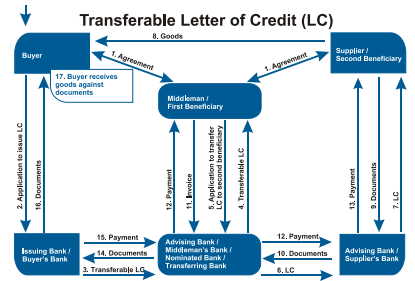 Transferable Letter of Credit (LC)
8. Goods
Buyer
Supplier /
Second Beneficiary
1. Agreement
1. Agreement
17. Buyer receives
goods against
documents
Middleman /
First Beneficiary
2. Application to issue LC
16. Documents
12. Payment
11. Invoice
5. Application to transfer
LC to second beneficiary
4. Transferable LC
13. Payment
9. Documents
7. LC
Issuing Bank /
Buyer's Bank
15. Payment
14. Documents
3. Transferable LC
Advising Bank /
Middleman's Bank /
Nominated Bank /
Transferring Bank
12. Payment
10. Documents
6. LC
Advising Bank /
Supplier's Bank